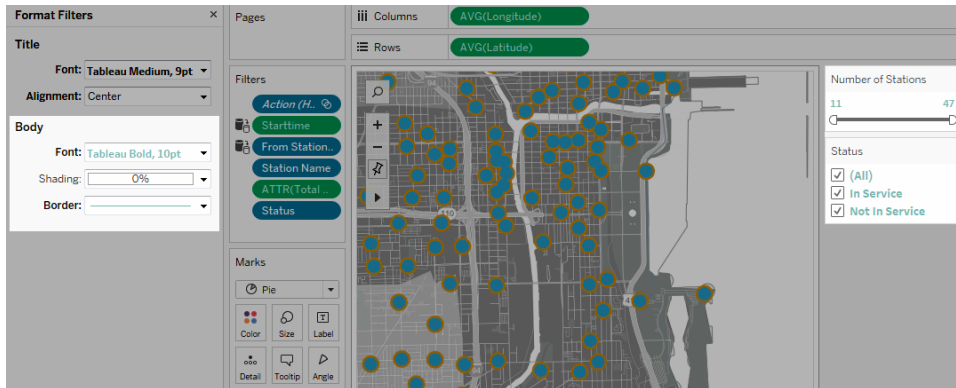 Format Filters
×
Title
Font: Tableau Medium, 9pt
Alignment: Center
Body
Font: Tableau Bold, 10pt
Shading: 0%
Border:
Pages
Filters
Action (H..
Starttime
From Station..
Station Name
ATTR(Total ..
Status
Marks
Pie
Color
Size
Label
Detail
Tooltip
Angle
Columns
AVG(Longitude)
Rows
AVG(Latitude)
94
110
Number of Stations
11
47
Status
(All)
In Service
Not In Service